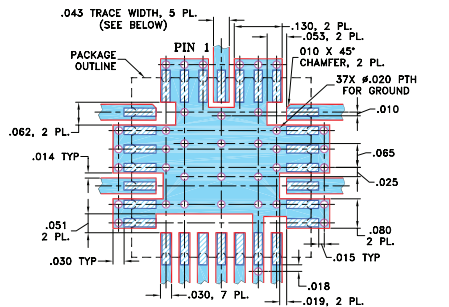 .043 TRACE WIDTH, 5 PL.
(SEE BELOW)
.130, 2 PL.
.053, 2 PL.
PIN 1
010 X 45°
CHAMFER, 2 PL.
PACKAGE
OUTLINE
37X Ø.020 PTH
FOR GROUND
.010
.062, 2 PL.
.014 TYP
.065
.025
.051
2 PL.
.080
2 PL.
.030 TYP
.015 TYP
.030, 7 PL.
.018
.019, 2 PL.